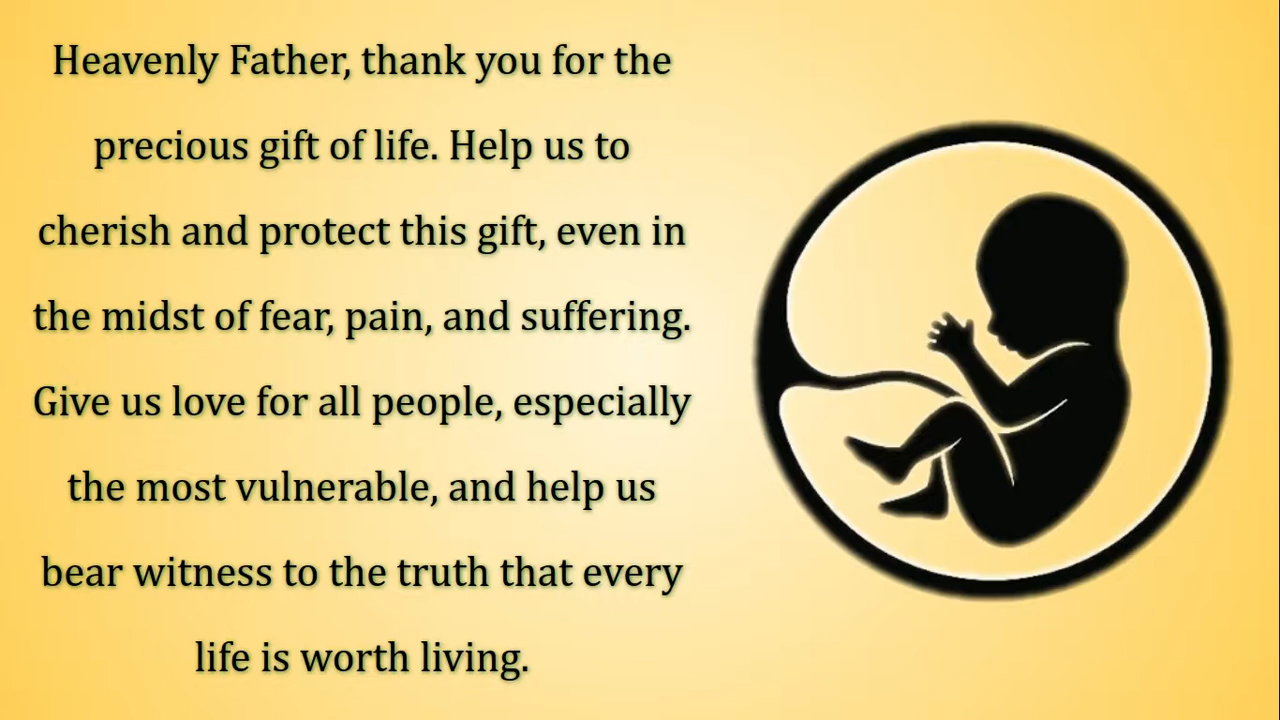 Heavenly Father, thank you for the
precious gift of life. Help us to
cherish and protect this gift, even in
the midst of fear, pain, and suffering.
Give us love for all people, especially
the most vulnerable, and help us
bear witness to the truth that every
life is worth living.